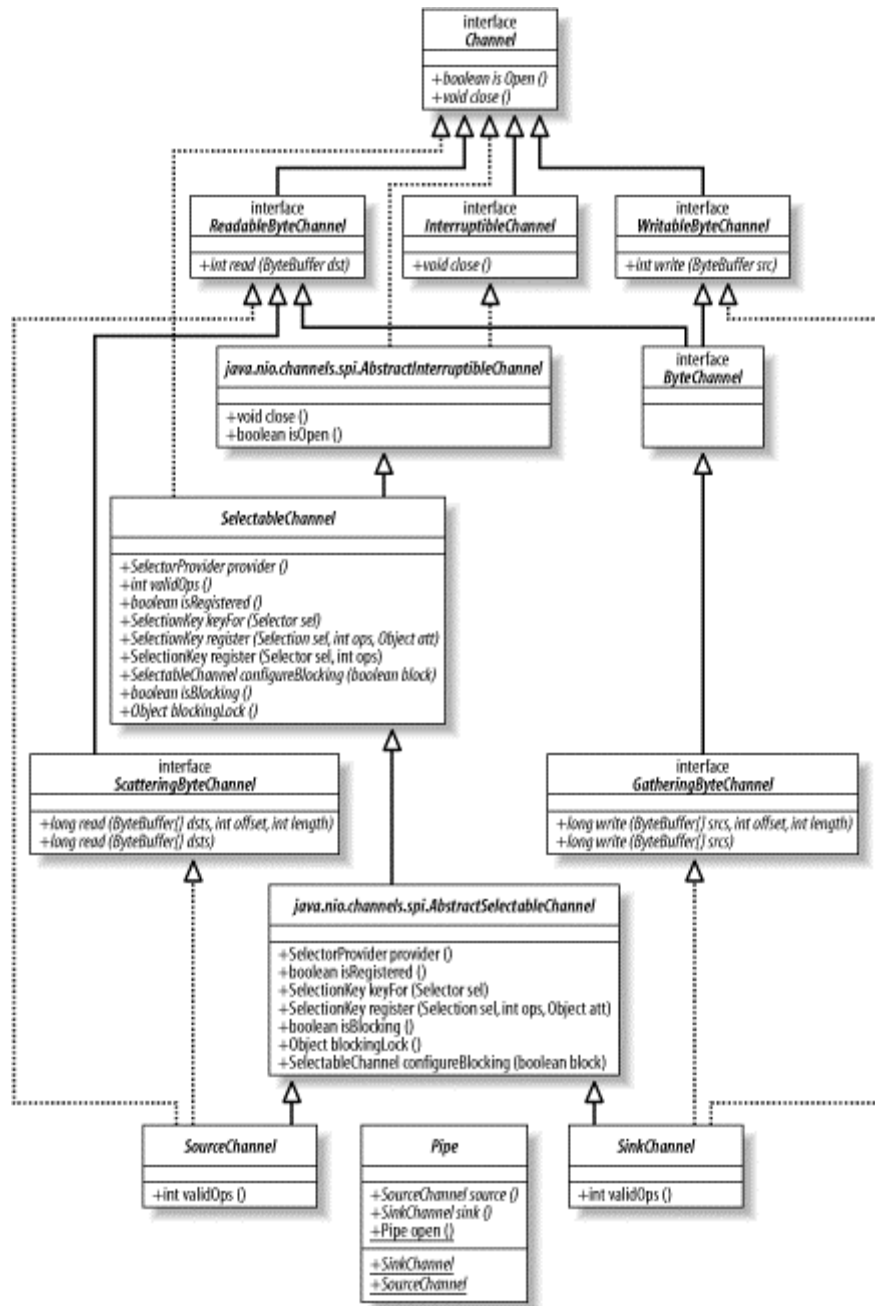 interface
Channel
+boolean is Open ()
+void close ()
interface
ReadableByteChannel
+int read (ByteBuffer dst)
interface
InterruptibleChannel
+void close ()
interface
WritableByteChannel
+int write (ByteBuffer src)
java.nio.channels.spi.AbstractInterruptibleChannel
+void close ()
+boolean isOpen ()
interface
ByteChannel
SelectableChannel
+SelectorProvider provider ()
+int validOps ()
+boolean isRegistered ()
+SelectionKey keyFor (Selector sel)
+SelectionKey register (Selection sel, int ops, Object att)
+SelectionKey register (Selector sel, int ops)
+SelectableChannel configureBlocking (boolean block)
+boolean isBlocking ()
+Object blockingLock ()
interface
ScatteringByteChannel
+long read (ByteBuffer[] dsts, int offset, int length)
+long read (ByteBuffer[] dsts)
interface
GatheringByteChannel
+long write (ByteBuffer[] srcs, int offset, int length)
+long write (ByteBuffer[] srcs)
java.nio.channels.spi.AbstractSelectableChannel
+SelectorProvider provider ()
+boolean isRegistered ()
+SelectionKey keyFor (Selector sel)
+SelectionKey register (Selection sel, int ops, Object att)
+boolean isBlocking ()
+Object blockingLock ()
+SelectableChannel configureBlocking (boolean block)
SourceChannel
+int validOps ()
Pipe
+SourceChannel source ()
+SinkChannel sink ()
+Pipe open ()
+SinkChannel
+SourceChannel
SinkChannel
+int validOps ()